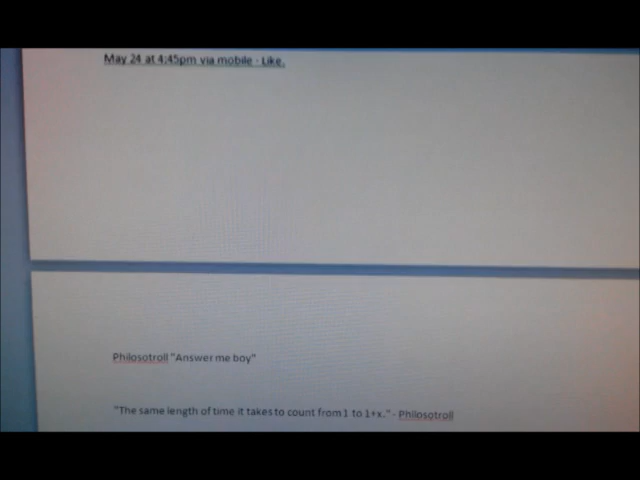 May 24 at 4:45pm via mobile · Like.
Philosotroll "Answer me boy"
"The same length of time it takes to count from 1 to 1+x." - Philosotroll